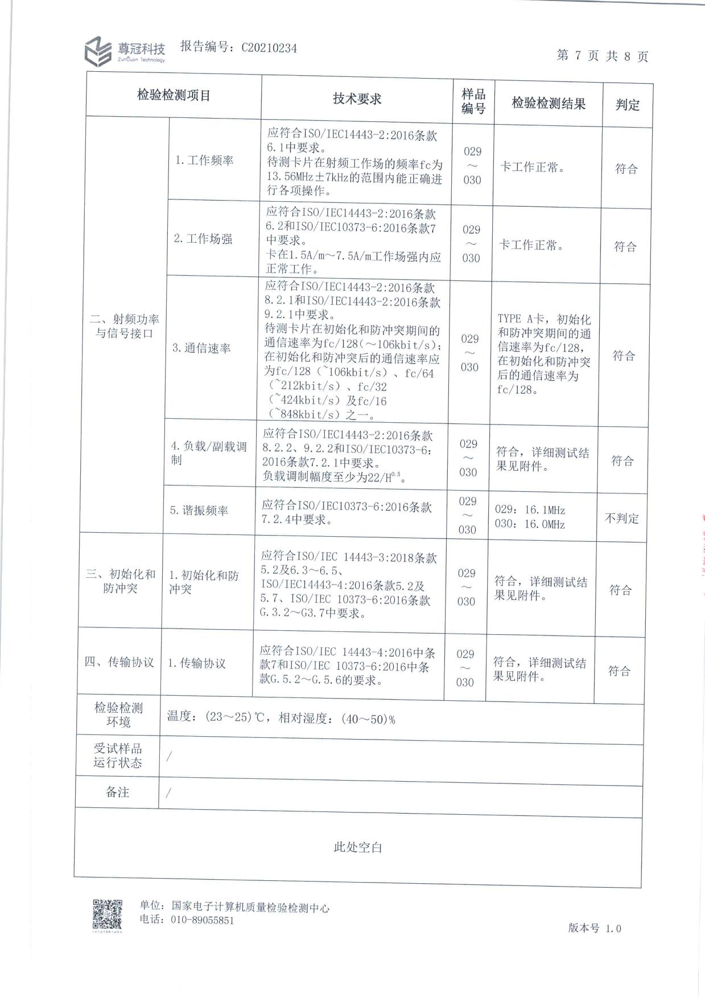 尊冠科技
ZunGuan Technology
报告编号：C20210234
第 7 页 共 8 页
检验检测项目
技术要求
样品
编号
检验检测结果
判定
二、射频功率
与信号接口
1.工作频率
应符合ISO/IEC14443-2:2016条款
6.1中要求。
待测卡片在射频工作场的频率fc为
13.56MHz±7kHz的范围内能正确进
行各项操作。
029
～
030
卡工作正常。
符合
2.工作场强
应符合ISO/IEC14443-2:2016条款
6.2和ISO/IEC10373-6:2016条款7
中要求。
卡在1.5A/m～7.5A/m工作场强内应
正常工作。
029
～
030
卡工作正常。
符合
3.通信速率
应符合ISO/IEC14443-2:2016条款
8.2.1和ISO/IEC14443-2:2016条款
9.2.1中要求。
待测卡片在初始化和防冲突期间的
通信速率为fc/128(～106kbit/s);
在初始化和防冲突后的通信速率应
为fc/128（~106kbit/s）、fc/64
（~212kbit/s）、fc/32
（~424kbit/s）及fc/16
（~848kbit/s）之一。
029
～
030
TYPE A卡，初始化
和防冲突期间的通
信速率为fc/128，
在初始化和防冲突
后的通信速率为
fc/128。
符合
4.负载/副载调
制
应符合ISO/IEC14443-2:2016条款
8.2.2、9.2.2和ISO/IEC10373-6:
2016条款7.2.1中要求。
负载调制幅度至少为22/H⁰·⁵。
029
～
030
符合，详细测试结
果见附件。
符合
5.谐振频率
应符合ISO/IEC10373-6:2016条款
7.2.4中要求。
029
～
030
029: 16.1MHz
030: 16.0MHz
不判定
三、初始化和
防冲突
1.初始化和防
冲突
应符合ISO/IEC 14443-3:2018条款
5.2及6.3～6.5、
ISO/IEC14443-4:2016条款5.2及
5.7、ISO/IEC 10373-6:2016条款
G.3.2～G3.7中要求。
029
～
030
符合，详细测试结
果见附件。
符合
四、传输协议
1.传输协议
应符合ISO/IEC 14443-4:2016中条
款7和ISO/IEC 10373-6:2016中条
款G.5.2～G.5.6的要求。
029
～
030
符合，详细测试结
果见附件。
符合
检验检测
环境
温度：(23～25)℃，相对湿度：(40～50)%
受试样品
运行状态
/
备注
/
此处空白
单位：国家电子计算机质量检验检测中心
电话：010-89055851
版本号 1.0